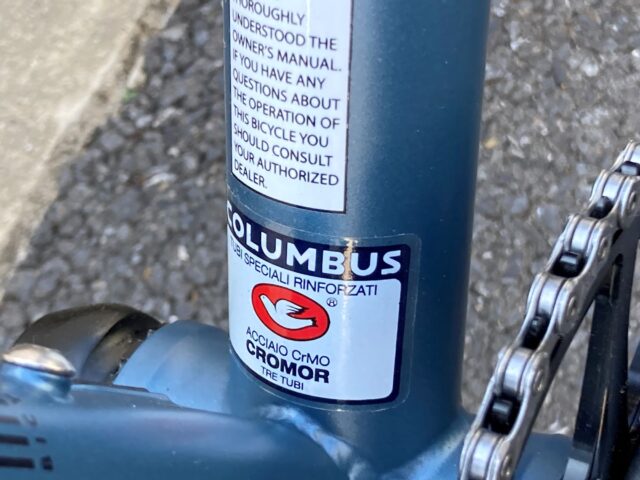 THOROUGHLY
UNDERSTOOD THE
OWNER'S MANUAL.
IF YOU HAVE ANY
QUESTIONS ABOUT
THE OPERATION OF
THIS BICYCLE YOU
SHOULD CONSULT
YOUR AUTHORIZED
DEALER.
COLUMBUS
TUBI SPECIALI RINFORZATI
®
ACCIAIO CrMO
CROMOR
TRE TUBI